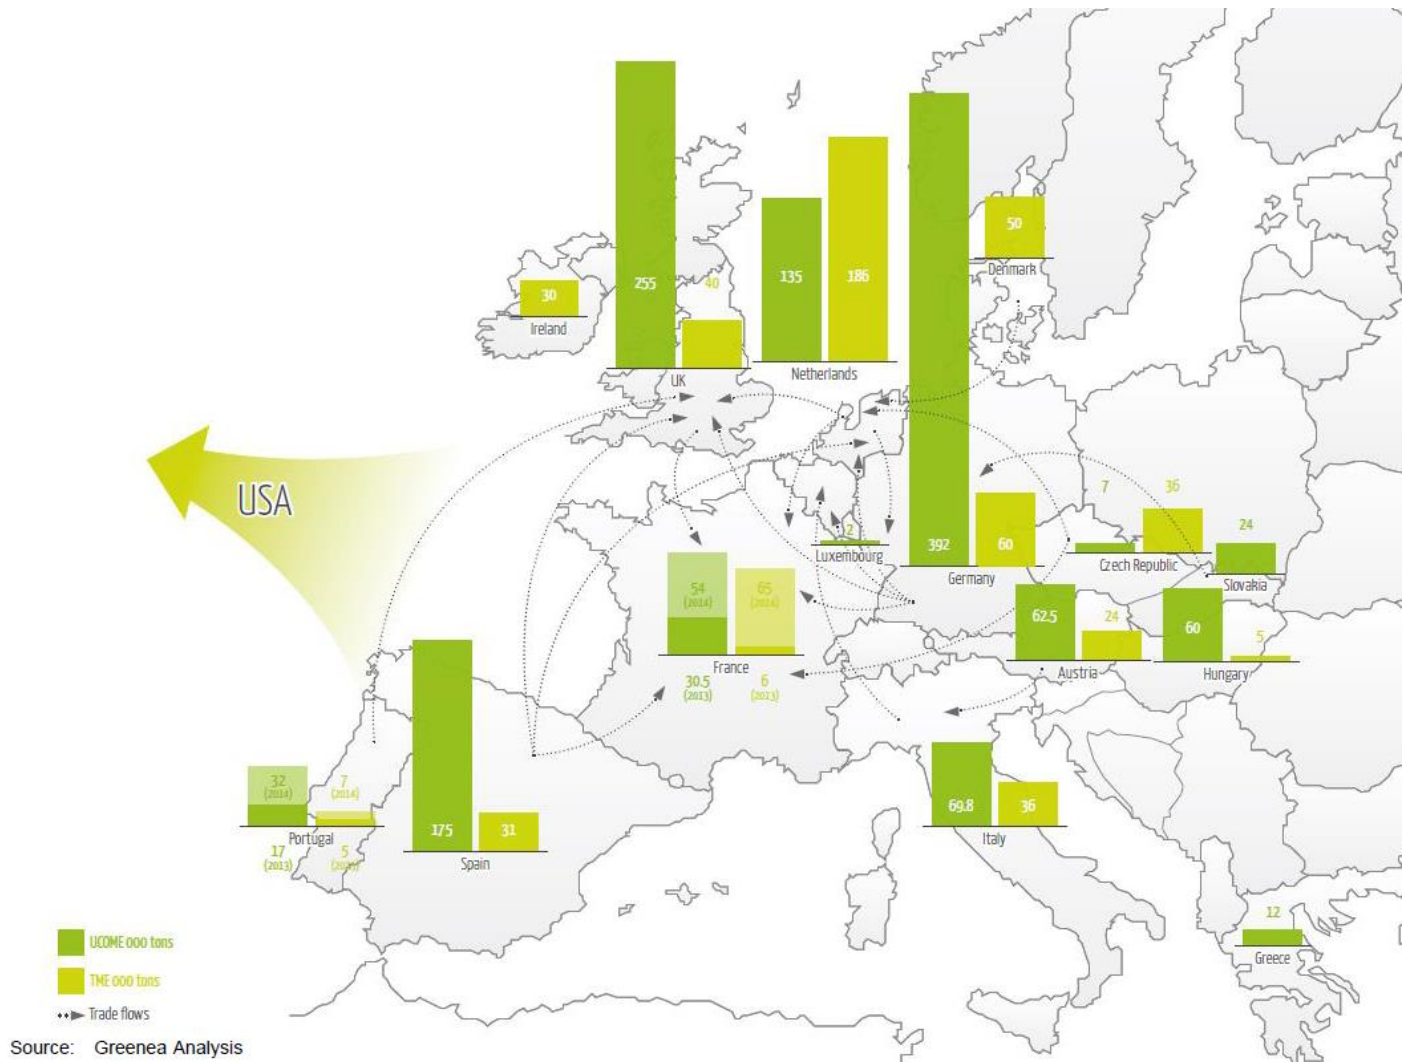 255
40
UK
135
186
Netherlands
50
Denmark
30
Ireland
USA
392
60
Germany
7
36
Czech Republic
24
Slovakia
2
Luxembourg
54
(2014)
65
(2014)
France
30.5
(2013)
6
(2013)
62.5
24
Austria
60
5
Hungary
32
(2014)
7
(2014)
Portugal
17
(2013)
5
(2013)
175
31
Spain
69.8
36
Italy
12
Greece
UCOME 000 tons
TME 000 tons
Trade flows
Source: Greenea Analysis